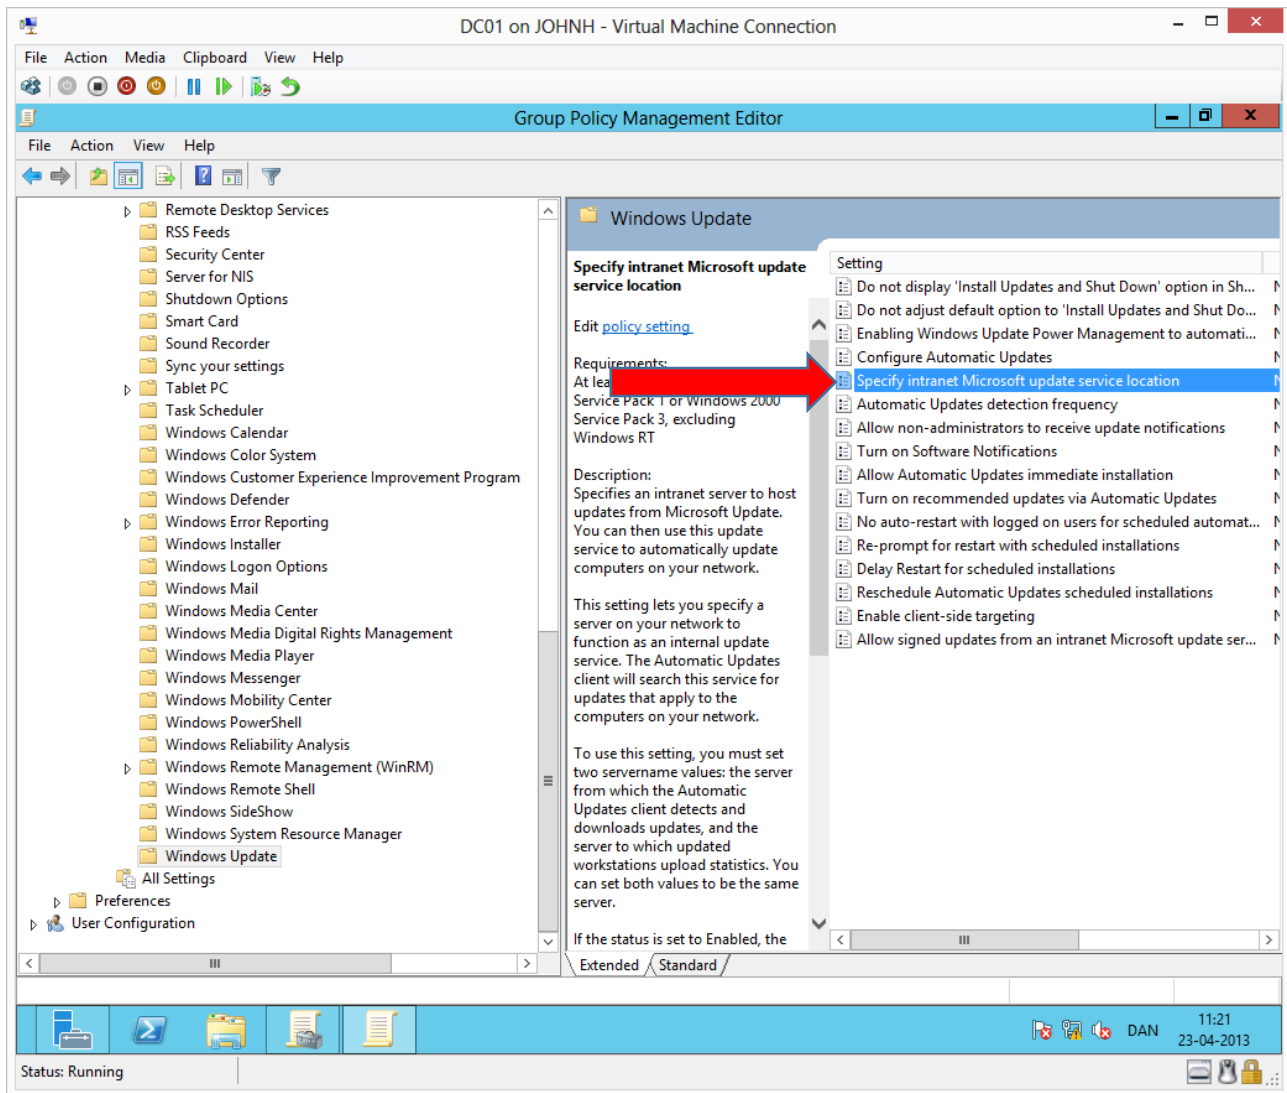 DC01 on JOHNH - Virtual Machine Connection
File Action Media Clipboard View Help
Group Policy Management Editor
File Action View Help
Remote Desktop Services
RSS Feeds
Security Center
Server for NIS
Shutdown Options
Smart Card
Sound Recorder
Sync your settings
Tablet PC
Task Scheduler
Windows Calendar
Windows Color System
Windows Customer Experience Improvement Program
Windows Defender
Windows Error Reporting
Windows Installer
Windows Logon Options
Windows Mail
Windows Media Center
Windows Media Digital Rights Management
Windows Media Player
Windows Messenger
Windows Mobility Center
Windows PowerShell
Windows Reliability Analysis
Windows Remote Management (WinRM)
Windows Remote Shell
Windows SideShow
Windows System Resource Manager
Windows Update
All Settings
Preferences
User Configuration
Windows Update
Specify intranet Microsoft update
service location
Edit policy setting
Requirements:
At lea
Service Pack 1 or Windows 2000
Service Pack 3, excluding
Windows RT
Description:
Specifies an intranet server to host
updates from Microsoft Update.
You can then use this update
service to automatically update
computers on your network.
This setting lets you specify a
server on your network to
function as an internal update
service. The Automatic Updates
client will search this service for
updates that apply to the
computers on your network.
To use this setting, you must set
two servername values: the server
from which the Automatic
Updates client detects and
downloads updates, and the
server to which updated
workstations upload statistics. You
can set both values to be the same
server.
If the status is set to Enabled, the
Setting
Do not display 'Install Updates and Shut Down' option in Sh...
Do not adjust default option to 'Install Updates and Shut Do...
Enabling Windows Update Power Management to automati...
Configure Automatic Updates
Specify intranet Microsoft update service location
Automatic Updates detection frequency
Allow non-administrators to receive update notifications
Turn on Software Notifications
Allow Automatic Updates immediate installation
Turn on recommended updates via Automatic Updates
No auto-restart with logged on users for scheduled automat...
Re-prompt for restart with scheduled installations
Delay Restart for scheduled installations
Reschedule Automatic Updates scheduled installations
Enable client-side targeting
Allow signed updates from an intranet Microsoft update ser...
Extended Standard
DAN
11:21
23-04-2013
Status: Running